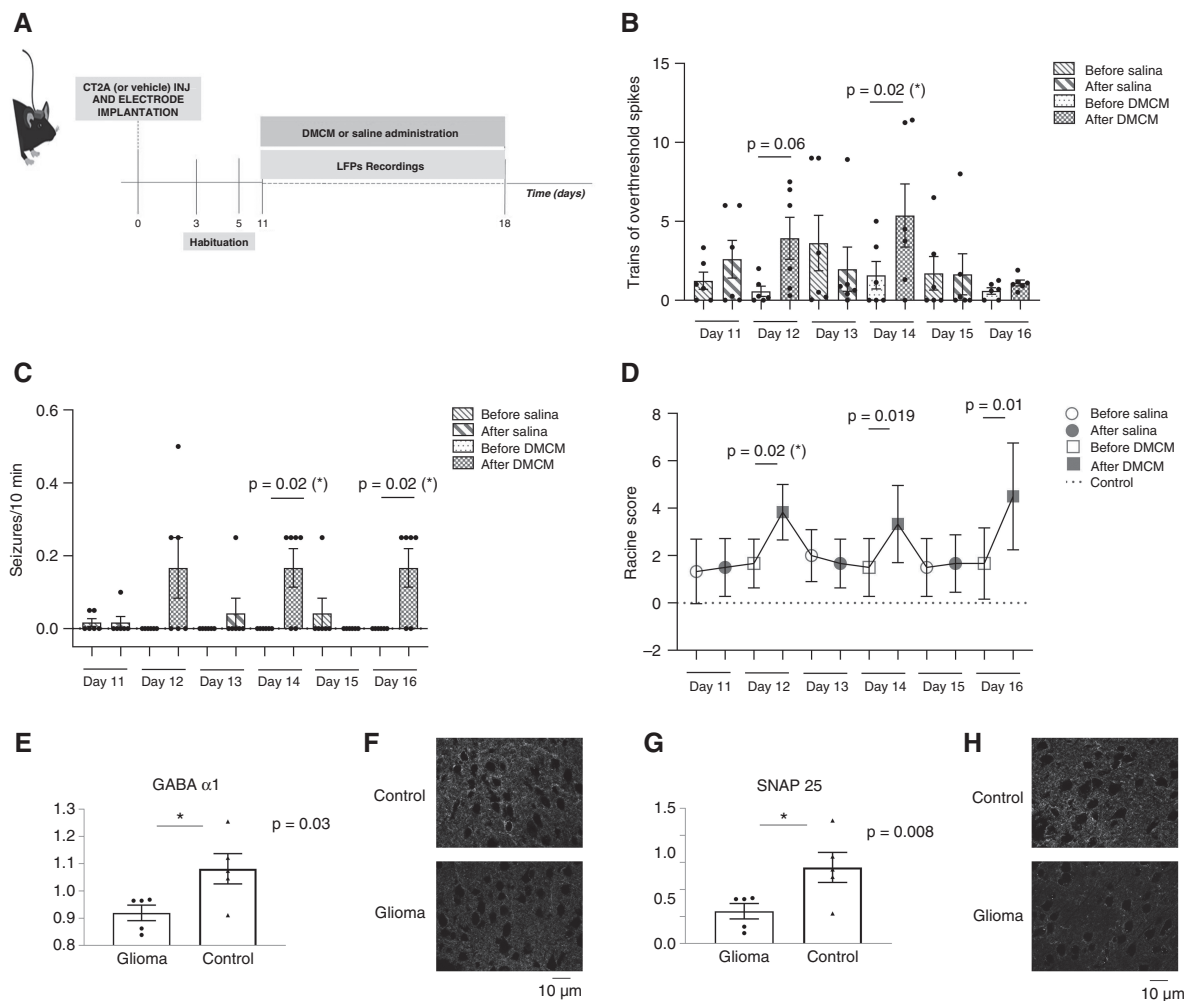 A
CT2A (or vehicle) INJ
AND ELECTRODE
IMPLANTATION
DMCM or saline administration
LFPs Recordings
Time (days)
0
3
5
11
18
Habituation
B
Trains of overthreshold spikes
15
10
5
0
p = 0.06
p = 0.02 (*)
Day 11
Day 12
Day 13
Day 14
Day 15
Day 16
Before salina
After salina
Before DMCM
After DMCM
C
Seizures/10 min
0.6
0.4
0.2
0.0
p = 0.02 (*)
p = 0.02 (*)
Day 11
Day 12
Day 13
Day 14
Day 15
Day 16
Before salina
After salina
Before DMCM
After DMCM
D
Racine score
8
6
4
2
0
–2
p = 0.02 (*)
p = 0.019
p = 0.01
Day 11
Day 12
Day 13
Day 14
Day 15
Day 16
Before salina
After salina
Before DMCM
After DMCM
Control
E
GABA α1
1.3
1.2
1.1
1.0
0.9
0.8
*
p = 0.03
Glioma
Control
F
Control
Glioma
10 μm
G
SNAP 25
1.5
1.0
0.5
0.0
*
p = 0.008
Glioma
Control
H
Control
Glioma
10 μm